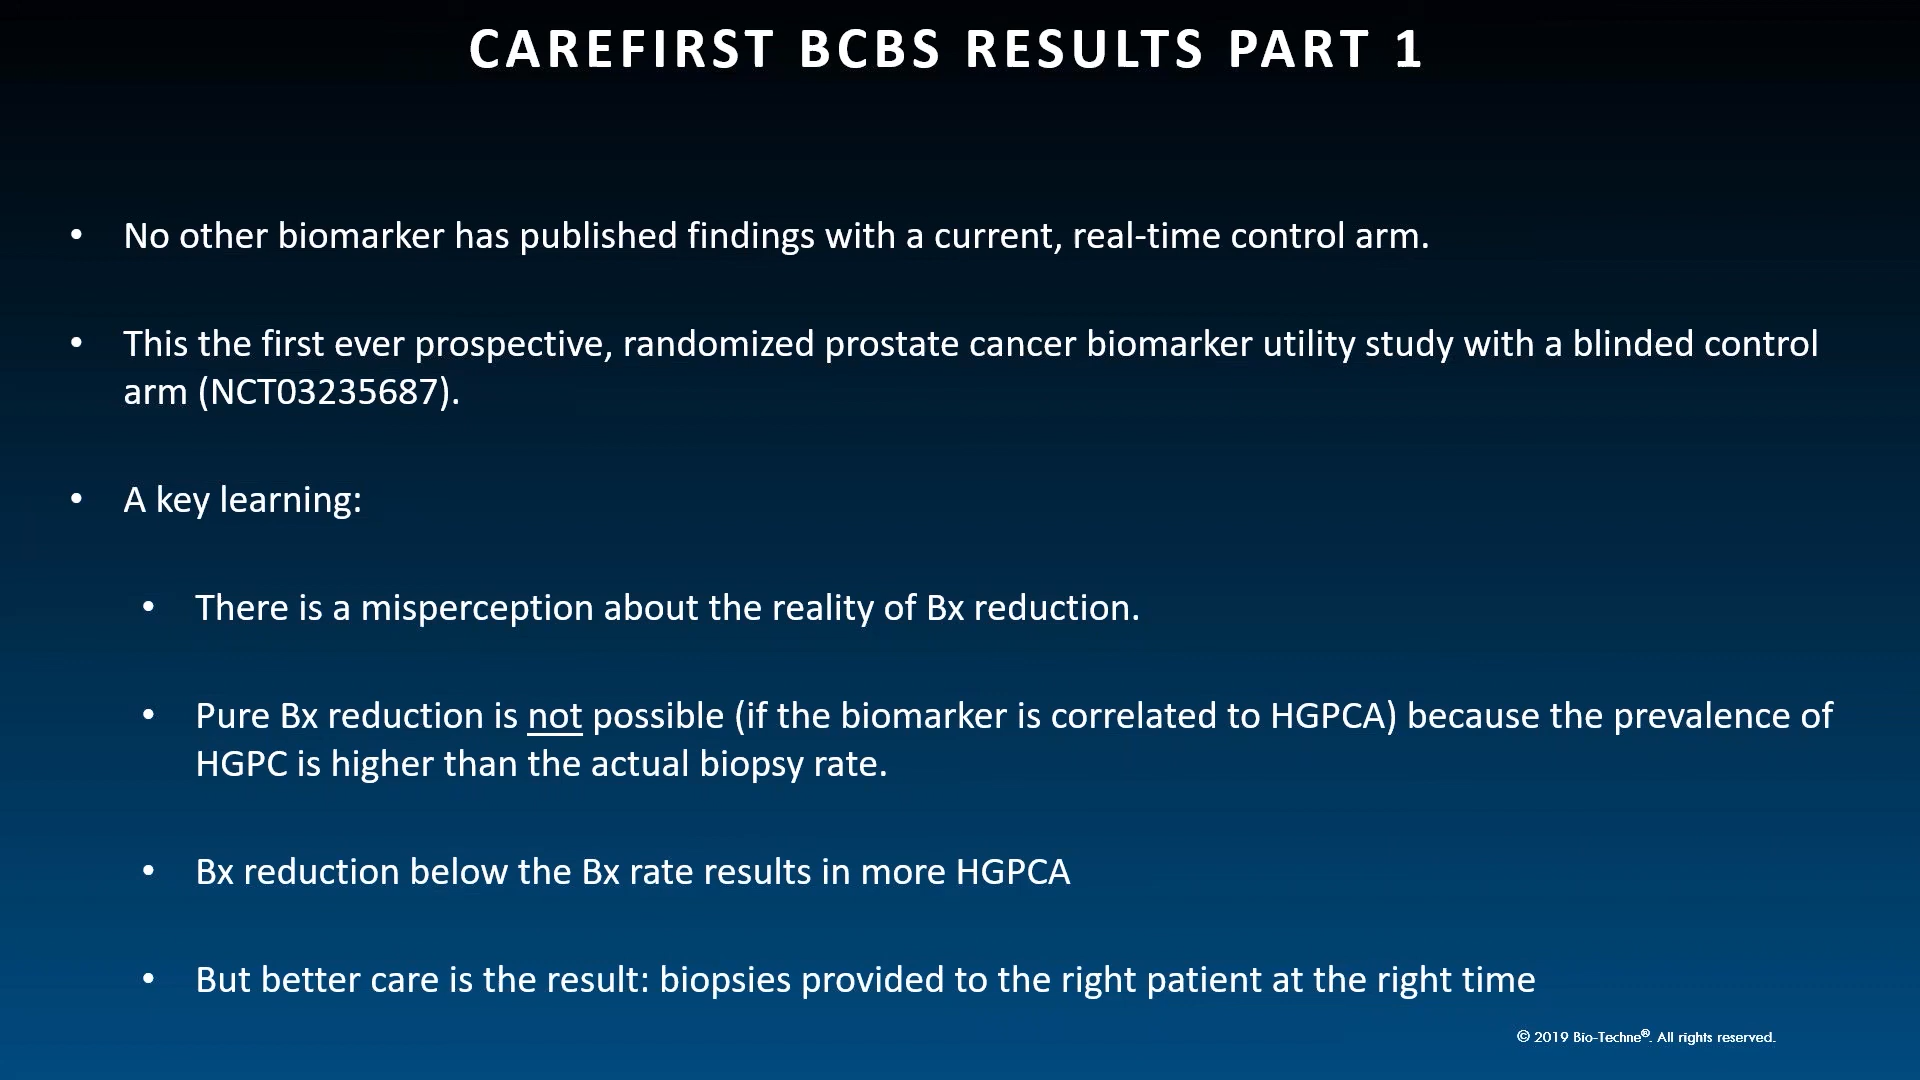 CAREFIRST BCBS RESULTS PART 1
• No other biomarker has published findings with a current, real-time control arm.
• This the first ever prospective, randomized prostate cancer biomarker utility study with a blinded control
arm (NCT03235687).
• A key learning:
• There is a misperception about the reality of Bx reduction.
• Pure Bx reduction is not possible (if the biomarker is correlated to HGPCA) because the prevalence of
HGPC is higher than the actual biopsy rate.
• Bx reduction below the Bx rate results in more HGPCA
• But better care is the result: biopsies provided to the right patient at the right time
© 2019 Bio-Techne®. All rights reserved.